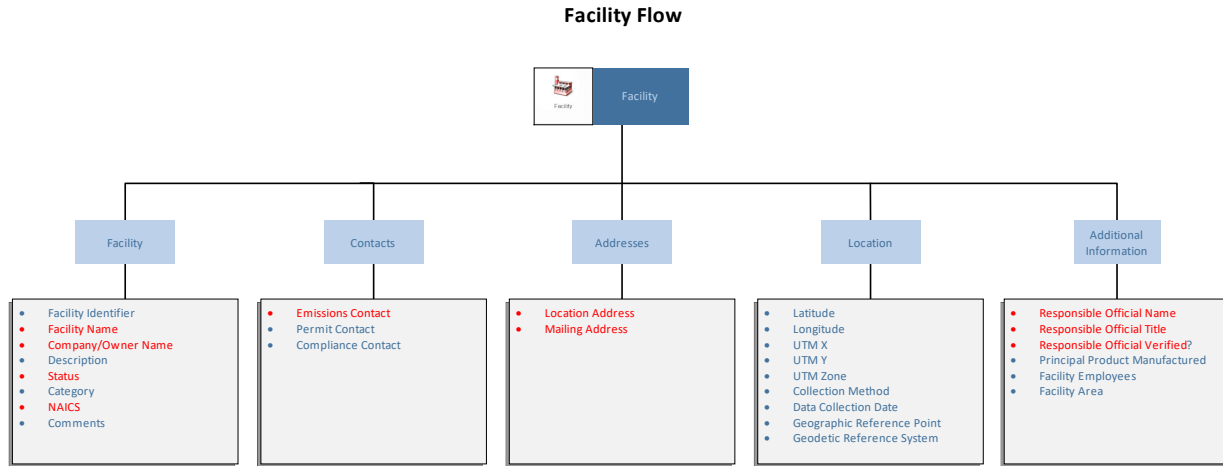 Facility Flow
Facility
Facility
Facility
Contacts
Addresses
Location
Additional
Information
Facility Identifier
Facility Name
Company/Owner Name
Description
Status
Category
NAICS
Comments
Emissions Contact
Permit Contact
Compliance Contact
Location Address
Mailing Address
Latitude
Longitude
UTM X
UTM Y
UTM Zone
Collection Method
Data Collection Date
Geographic Reference Point
Geodetic Reference System
Responsible Official Name
Responsible Official Title
Responsible Official Verified?
Principal Product Manufactured
Facility Employees
Facility Area